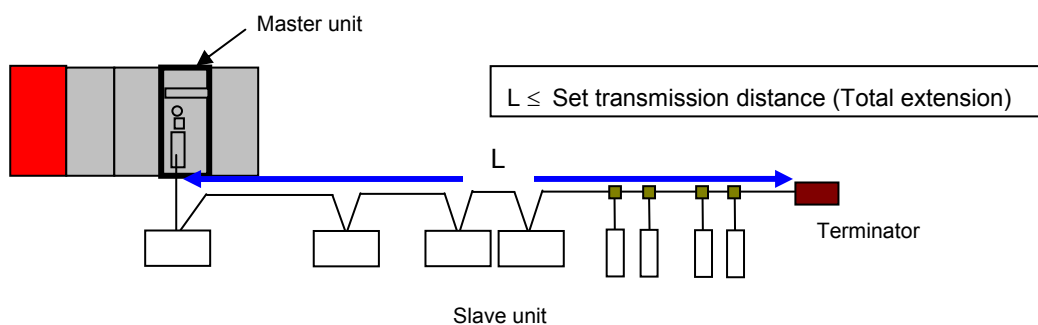 Master unit
L ≤ Set transmission distance (Total extension)
L
Terminator
Slave unit